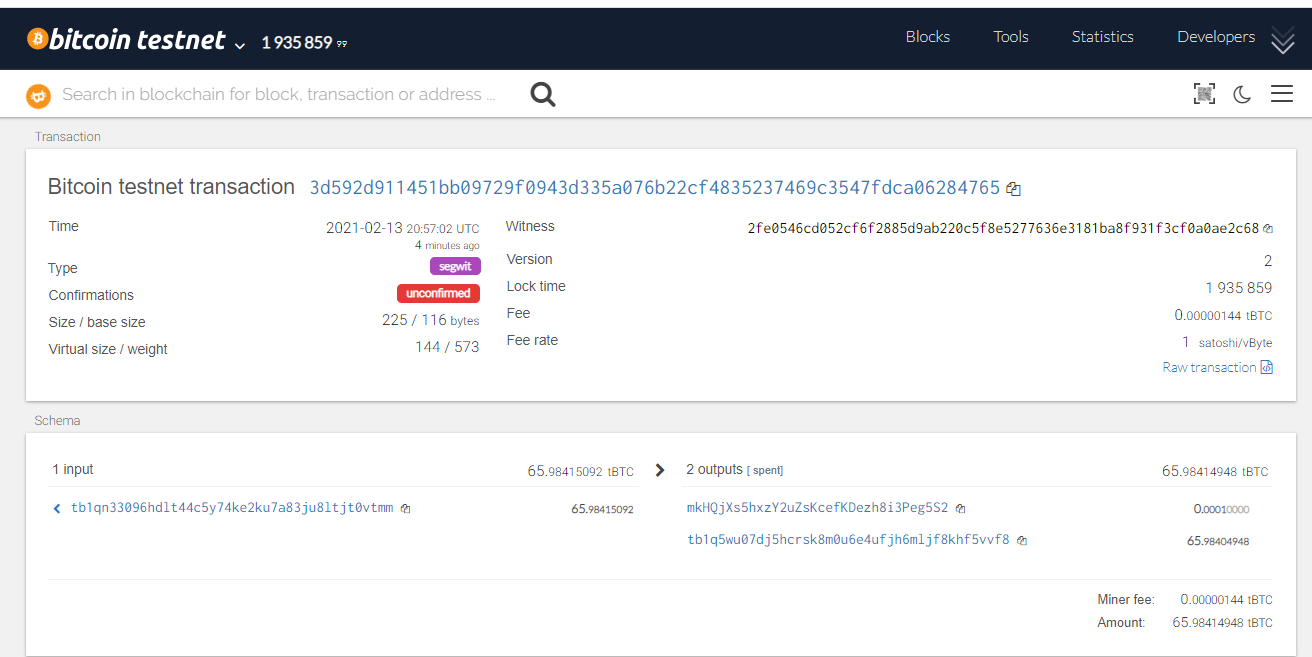 bitcoin testnet 1 935 859 99 Blocks Tools Statistics Developers
Search in blockchain for block, transaction or address ...
Transaction
Bitcoin testnet transaction 3d592d911451bb09729f0943d335a076b22cf4835237469c3547fdca06284765
Time 2021-02-13 20:57:02 UTC Witness 2fe0546cd052cf6f2885d9ab220c5f8e5277636e3181ba8f931f3cf0a0ae2c68
4 minutes ago
Type segwit Version 2
Confirmations unconfirmed Lock time 1 935 859
Size / base size 225 / 116 bytes Fee 0.00000144 tBTC
Virtual size / weight 144 / 573 Fee rate 1 satoshi/vByte
Raw transaction
Schema
1 input 65.98415092 tBTC 2 outputs [ spent] 65.98414948 tBTC
tb1qn33096hdlt44c5y74ke2ku7a83ju8ltjt0vtmm 65.98415092 mkHQjXs5hxzY2uZsKcefKDezh8i3Peg5S2 0.00010000
tb1q5wu07dj5hcrsk8m0u6e4ufjh6mljf8khf5vvf8 65.98404948
Miner fee: 0.00000144 tBTC
Amount: 65.98414948 tBTC